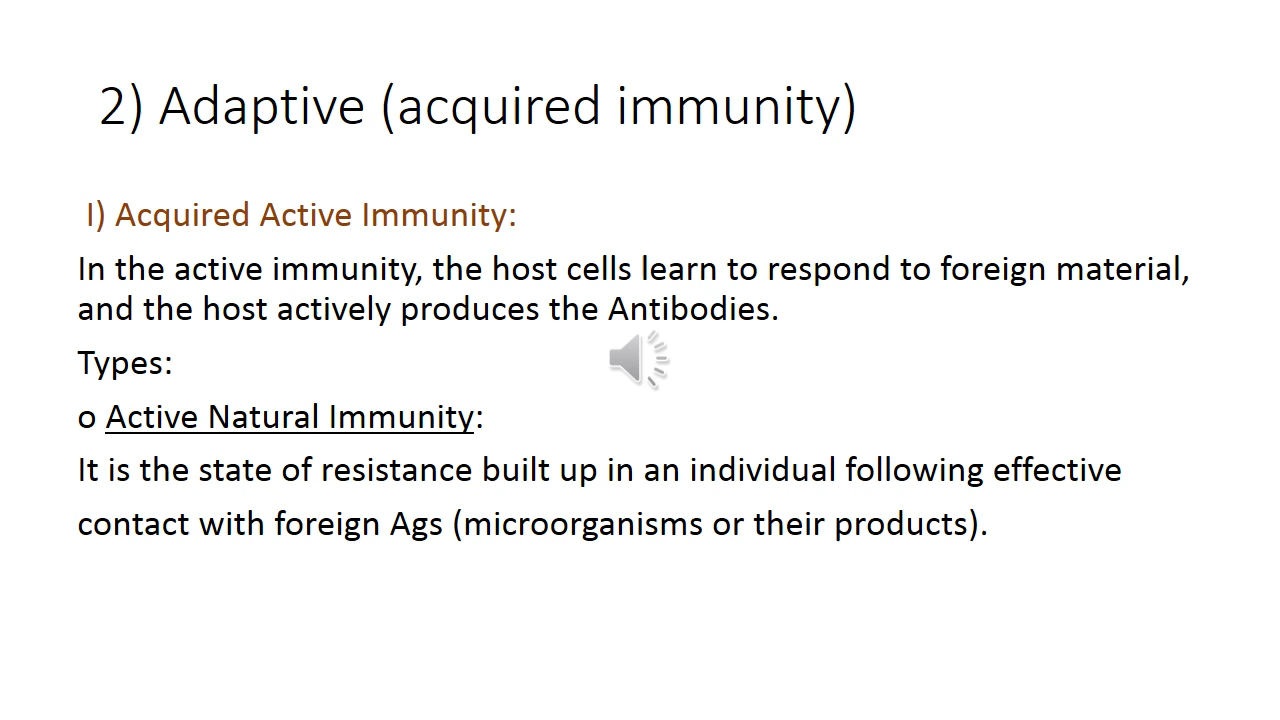 2) Adaptive (acquired immunity)
I) Acquired Active Immunity:
In the active immunity, the host cells learn to respond to foreign material,
and the host actively produces the Antibodies.
Types:
o Active Natural Immunity:
It is the state of resistance built up in an individual following effective
contact with foreign Ags (microorganisms or their products).